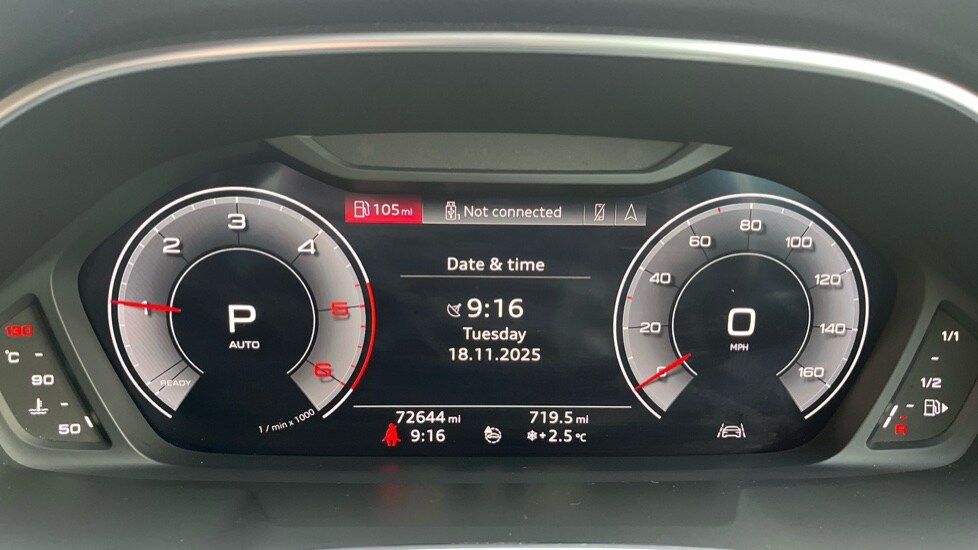 105 mi
1 Not connected
Date & time
9:16
Tuesday
18.11.2025
1
2
3
4
5
6
READY
P
AUTO
1 / min x 1000
0
20
40
60
80
100
120
140
160
0
MPH
72644 mi
719.5 mi
9:16
+2.5 °C
130
°C
90
50
1/1
1/2
R